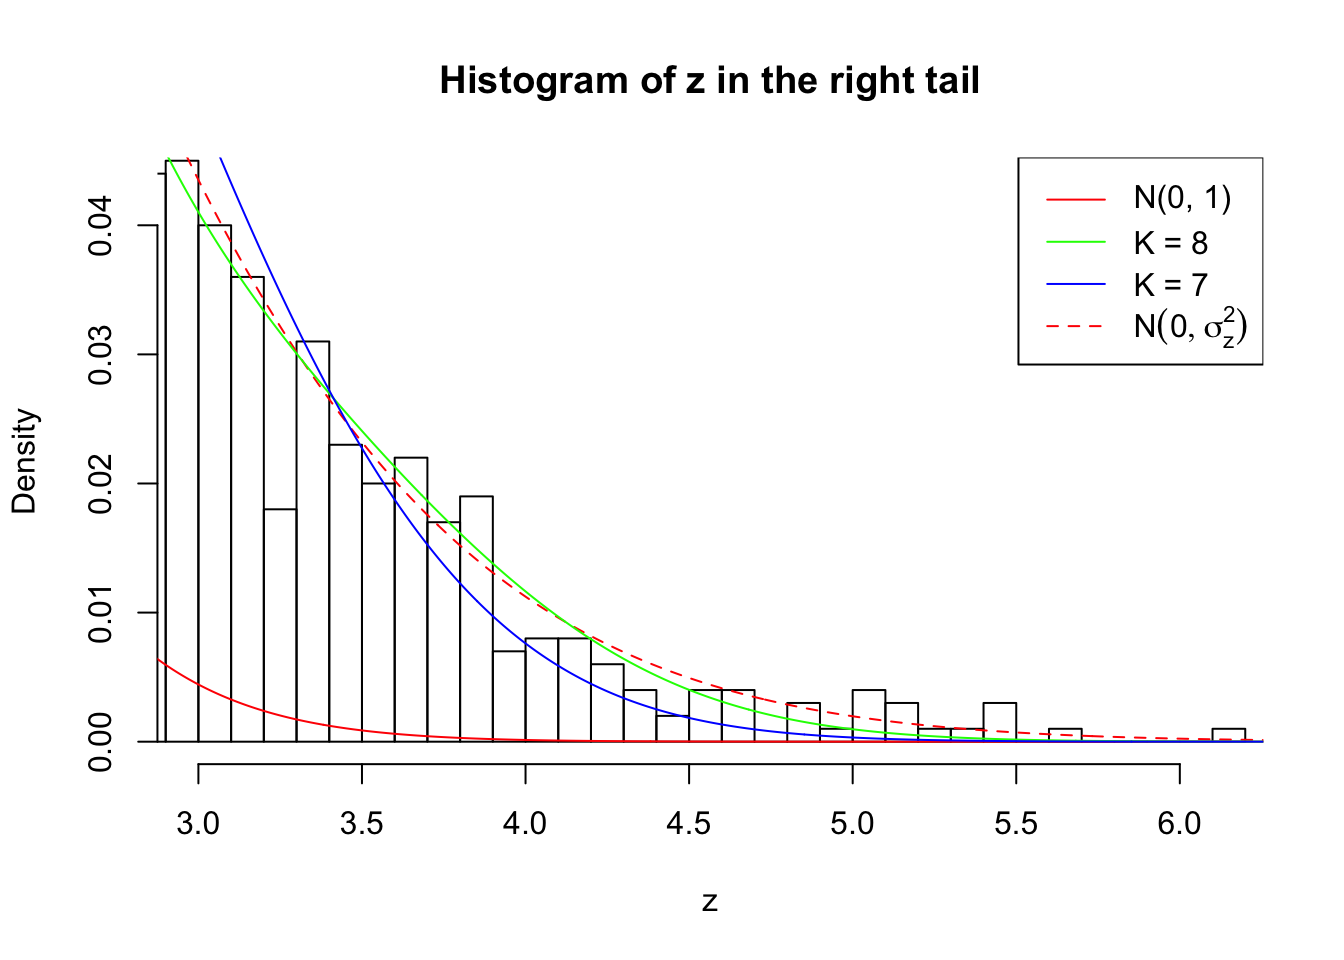 Histogram of z in the right tail
N(0, 1)
K = 8
K = 7
N(0, σ_z^2)
Density
0.00
0.01
0.02
0.03
0.04
3.0 3.5 4.0 4.5 5.0 5.5 6.0
z